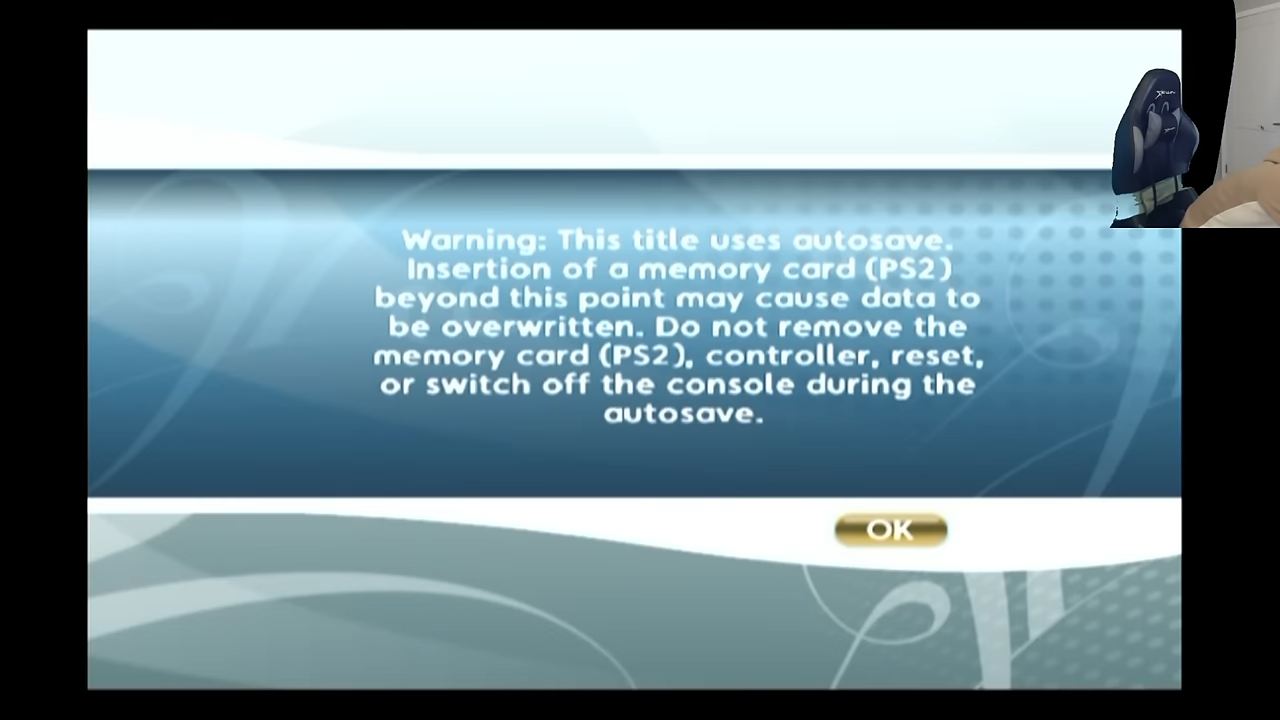 Warning: This title uses autosave.
Insertion of a memory card (PS2)
beyond this point may cause data to
be overwritten. Do not remove the
memory card (PS2), controller, reset,
or switch off the console during the
autosave.
OK